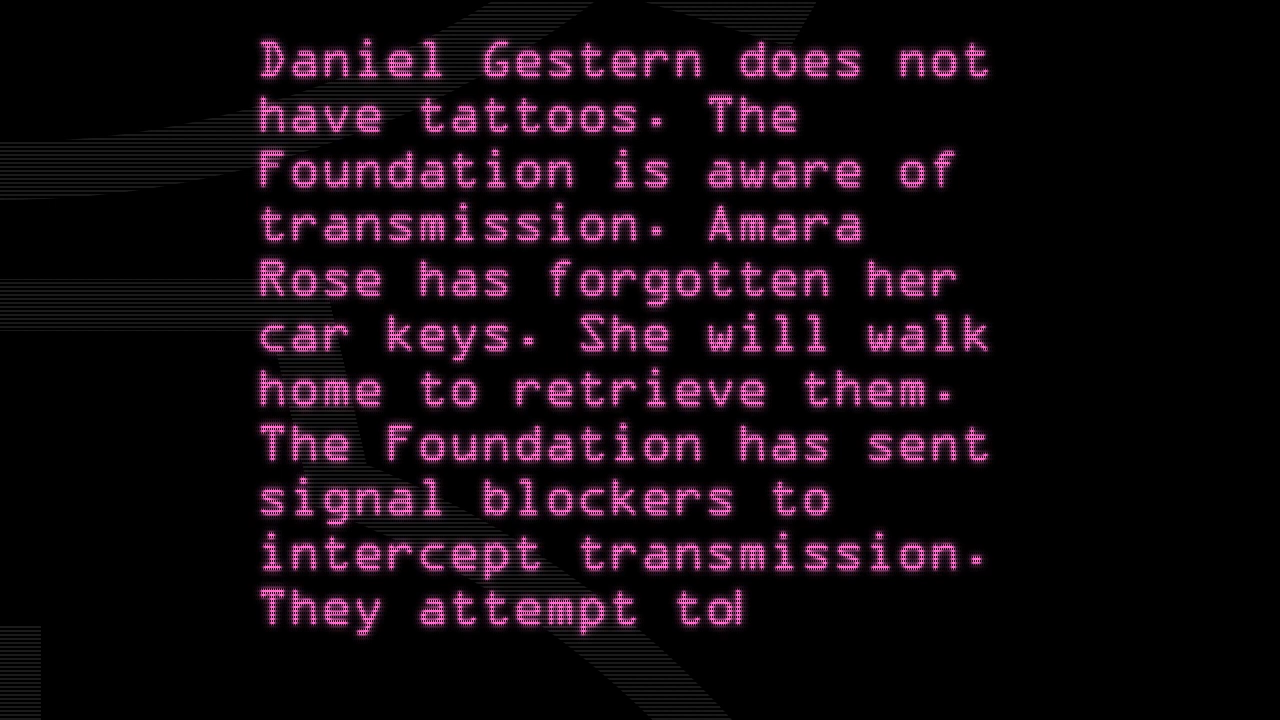 Daniel Gestern does not
have tattoos. The
Foundation is aware of
transmission. Amara
Rose has forgotten her
car keys. She will walk
home to retrieve them.
The Foundation has sent
signal blockers to
intercept transmission.
They attempt to